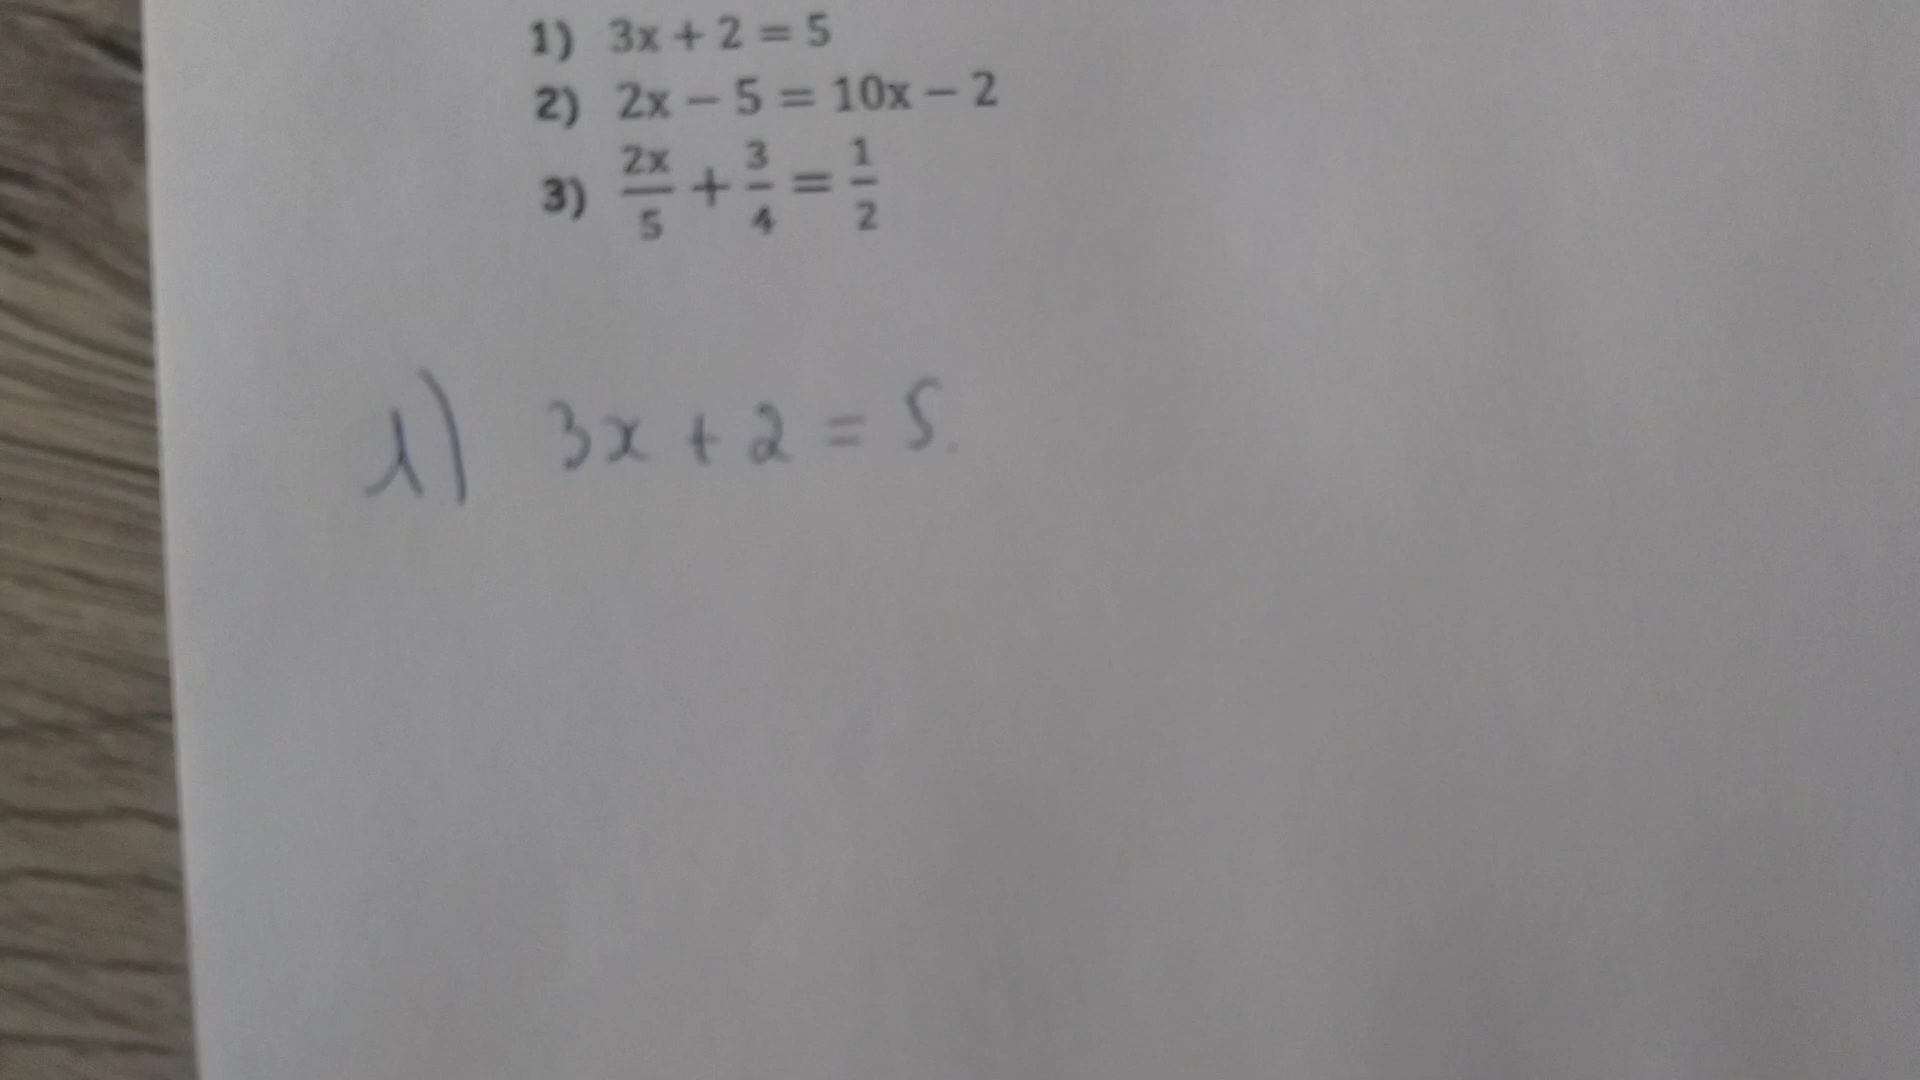 1) 3x + 2 = 5
2) 2x − 5 = 10x − 2
3) 2x/5 + 3/4 = 1/2
1) 3x + 2 = 5.